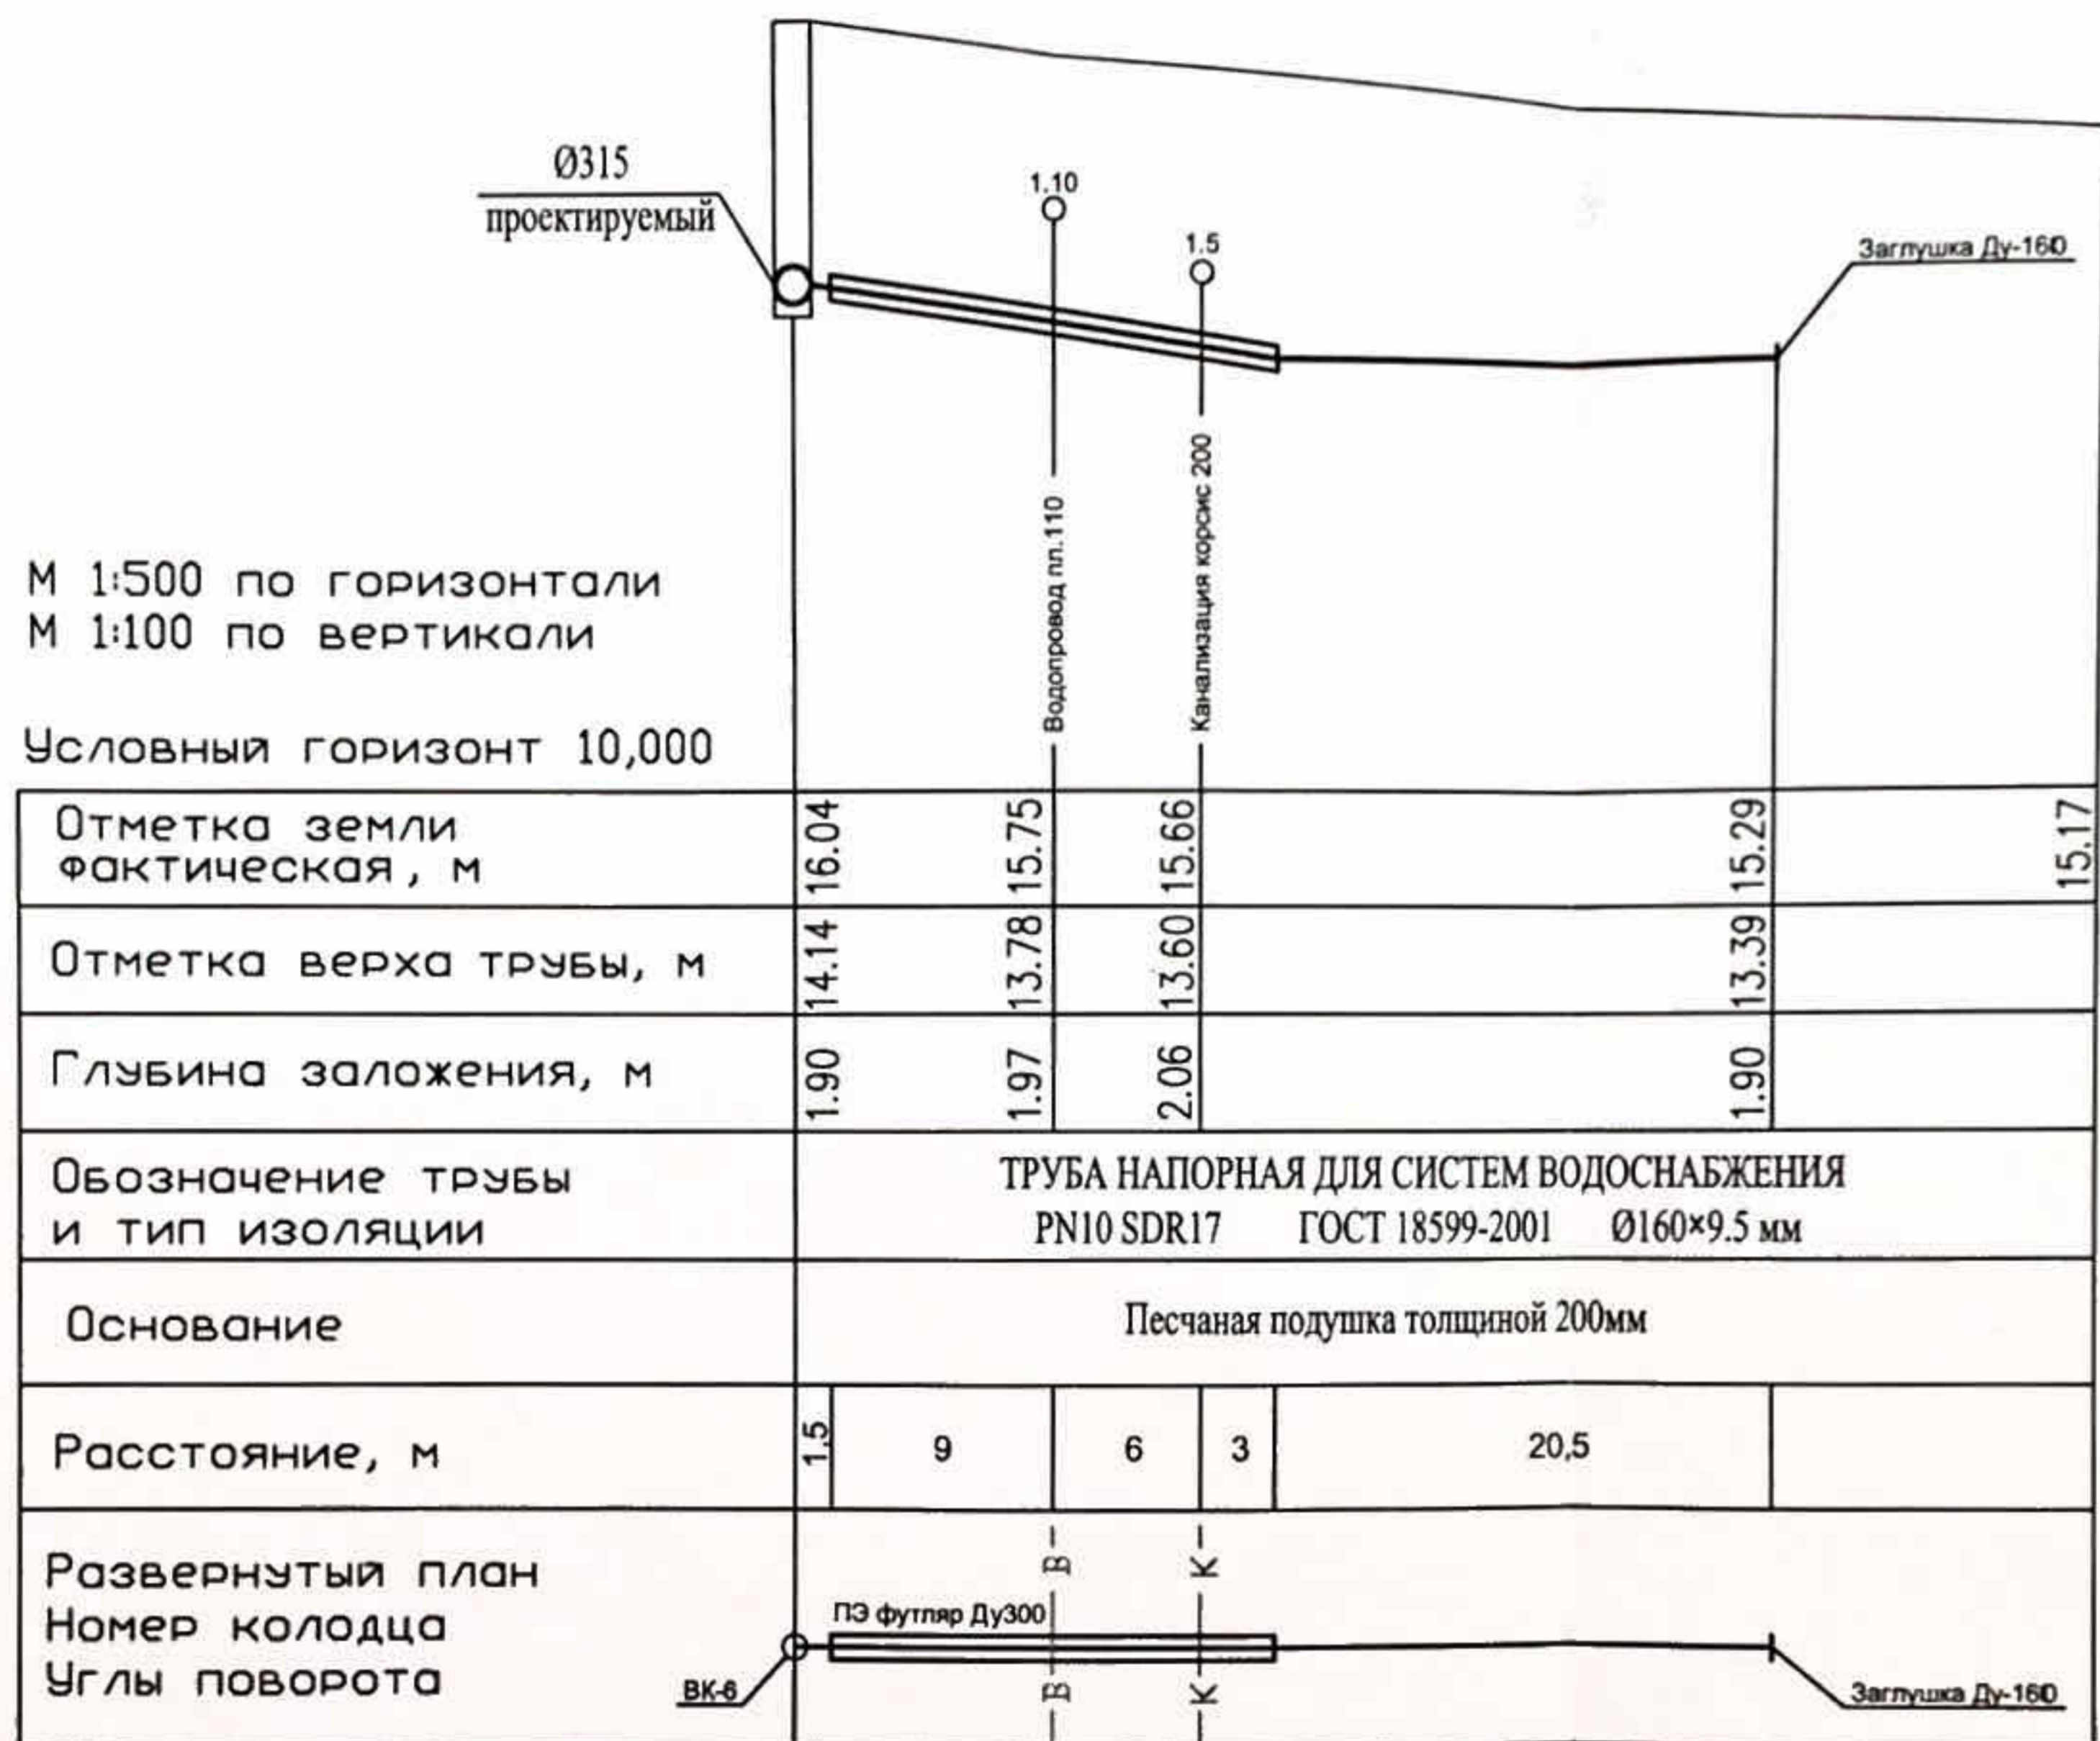 Ø315
проектируемый
1.10
1.5
Заглушка Ду-160
Водопровод пл.110
Канализация корсис 200
М 1:500 по горизонтали
М 1:100 по вертикали
Условный горизонт 10,000
Отметка земли
фактическая, м
16.04
15.75
15.66
15.29
15.17
Отметка верха трубы, м
14.14
13.78
13.60
13.39
Глубина заложения, м
1.90
1.97
2.06
1.90
Обозначение трубы
и тип изоляции
ТРУБА НАПОРНАЯ ДЛЯ СИСТЕМ ВОДОСНАБЖЕНИЯ
PN10 SDR17 ГОСТ 18599-2001 Ø160×9.5 мм
Основание
Песчаная подушка толщиной 200мм
Расстояние, м
1.5
9
6
3
20,5
Развернутый план
Номер колодца
Углы поворота
В
К
ПЭ футляр Ду300
ВК-6
В
К
Заглушка Ду-160